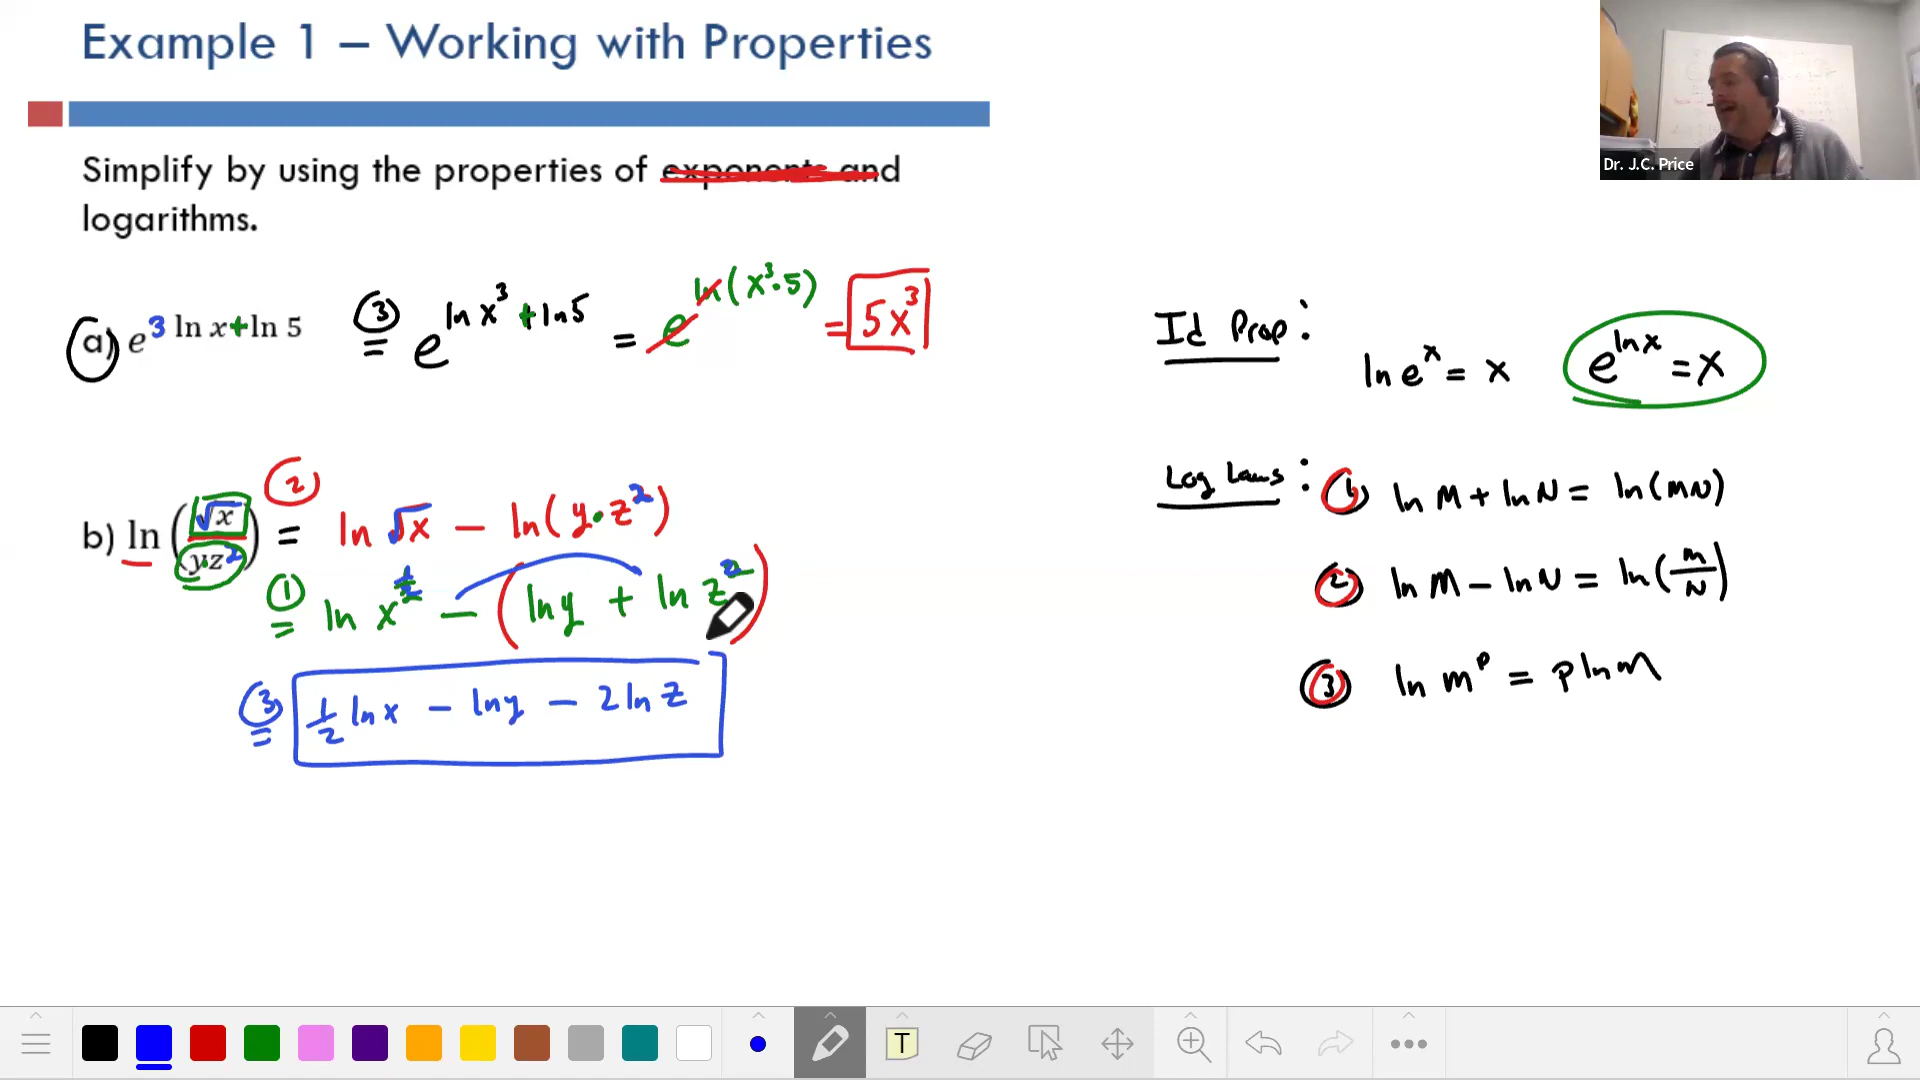 Example 1 – Working with Properties
Dr. J.C. Price
Simplify by using the properties of exponents and
logarithms.
a) e^{3 ln x + ln 5} ③= e^{ln x³ + ln 5} = e^{ln(x³·5)} = 5x³
Id Prop: ln e^x = x e^{ln x} = x
b) ln(√x / yz²) ②= ln √x − ln(y·z²)
①= ln x^{1/2} − (ln y + ln z²)
③= 1/2 ln x − ln y − 2 ln z
Log Laws: ① ln M + ln N = ln(MN)
② ln M − ln N = ln(M/N)
③ ln M^P = P ln M
T